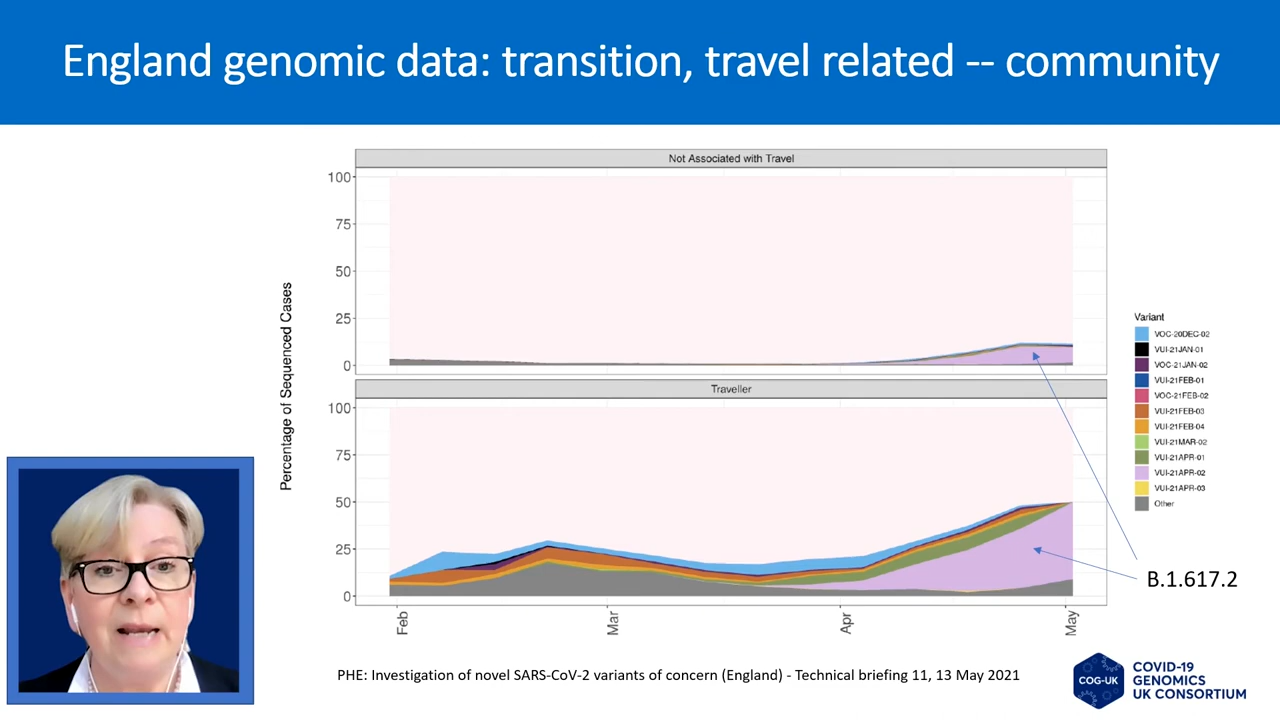 England genomic data: transition, travel related -- community
Not Associated with Travel
100
75
50
25
0
Traveller
100
75
50
25
0
Feb
Mar
Apr
May
Percentage of Sequenced Cases
Variant
VOC-20DEC-02
VUI-21JAN-01
VOC-21JAN-02
VUI-21FEB-01
VOC-21FEB-02
VUI-21FEB-03
VUI-21FEB-04
VUI-21MAR-02
VUI-21APR-01
VUI-21APR-02
VUI-21APR-03
Other
B.1.617.2
PHE: Investigation of novel SARS-CoV-2 variants of concern (England) - Technical briefing 11, 13 May 2021
COG-UK
COVID-19
GENOMICS
UK CONSORTIUM